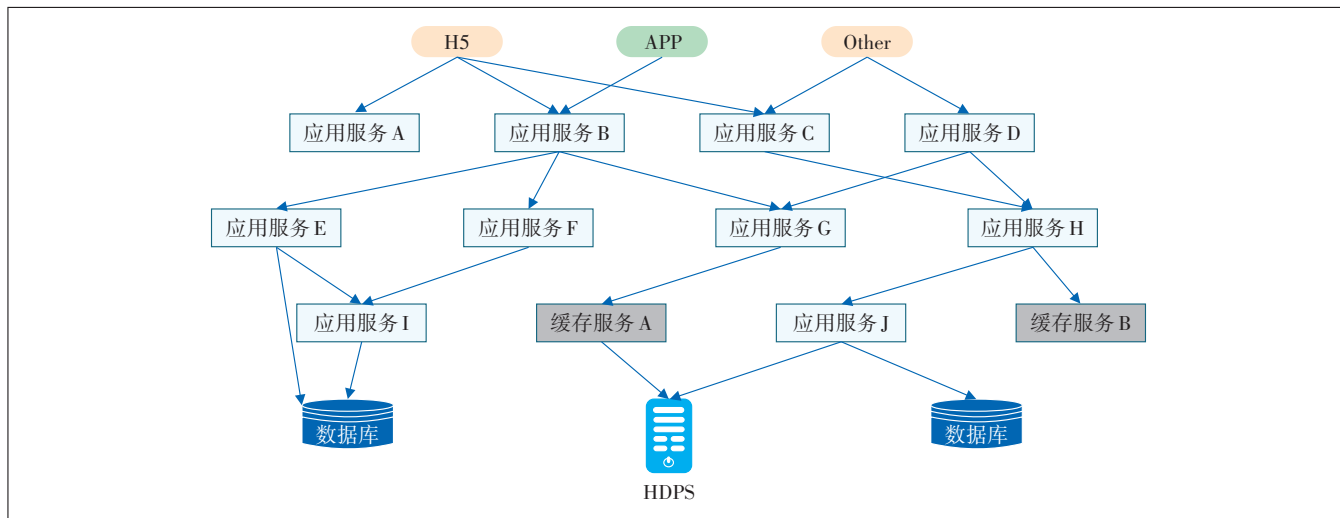 H5
APP
Other
应用服务 A
应用服务 B
应用服务 C
应用服务 D
应用服务 E
应用服务 F
应用服务 G
应用服务 H
应用服务 I
缓存服务 A
应用服务 J
缓存服务 B
数据库
数据库
HDPS